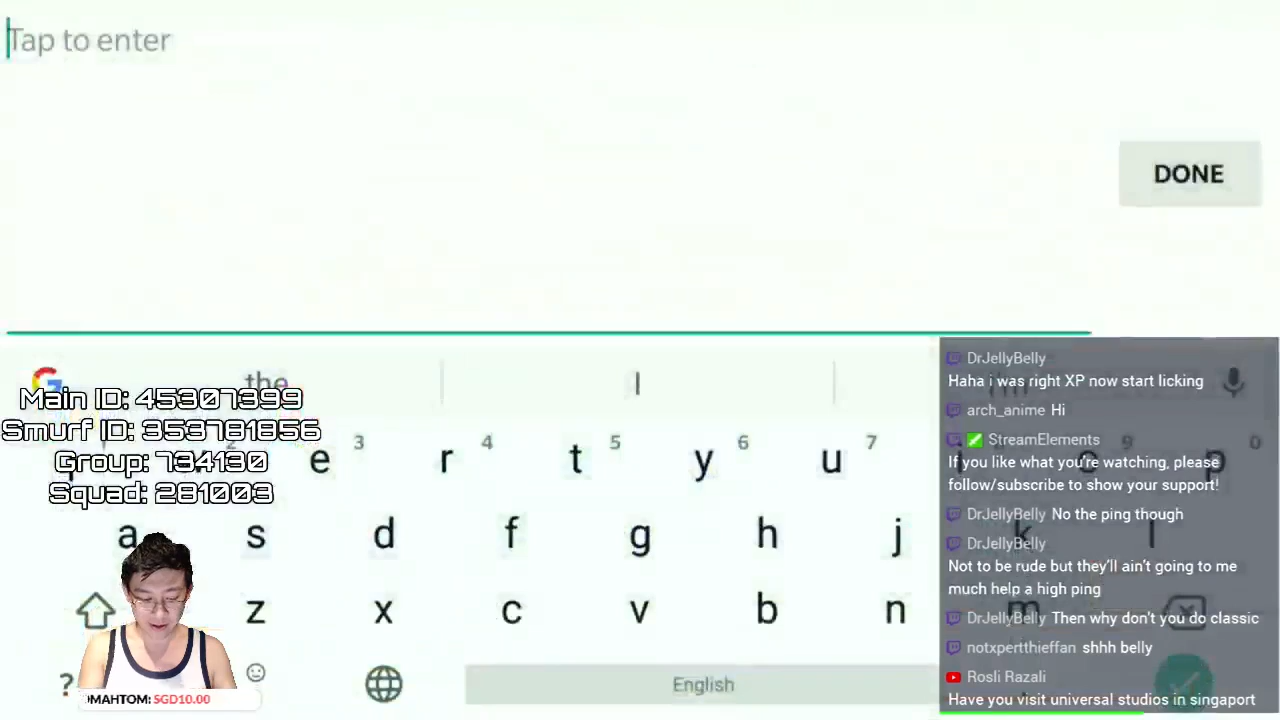 Tap to enter
DONE
the
I
Main ID: 45307399
Smurf ID: 353781856
Group: 734130
Squad: 281003
3 4 5 6 7 9 0
e r t y u i o p
a s d f g h j k l
z x c v b n m
?
English
DrJellyBelly
Haha i was right XP now start licking
arch_anime Hi
StreamElements
If you like what you're watching, please
follow/subscribe to show your support!
DrJellyBelly No the ping though
DrJellyBelly
Not to be rude but they'll ain't going to me
much help a high ping
DrJellyBelly Then why don't you do classic
notxpertthieffan shhh belly
Rosli Razali
Have you visit universal studios in singaport
OMAHTOM: SGD10.00